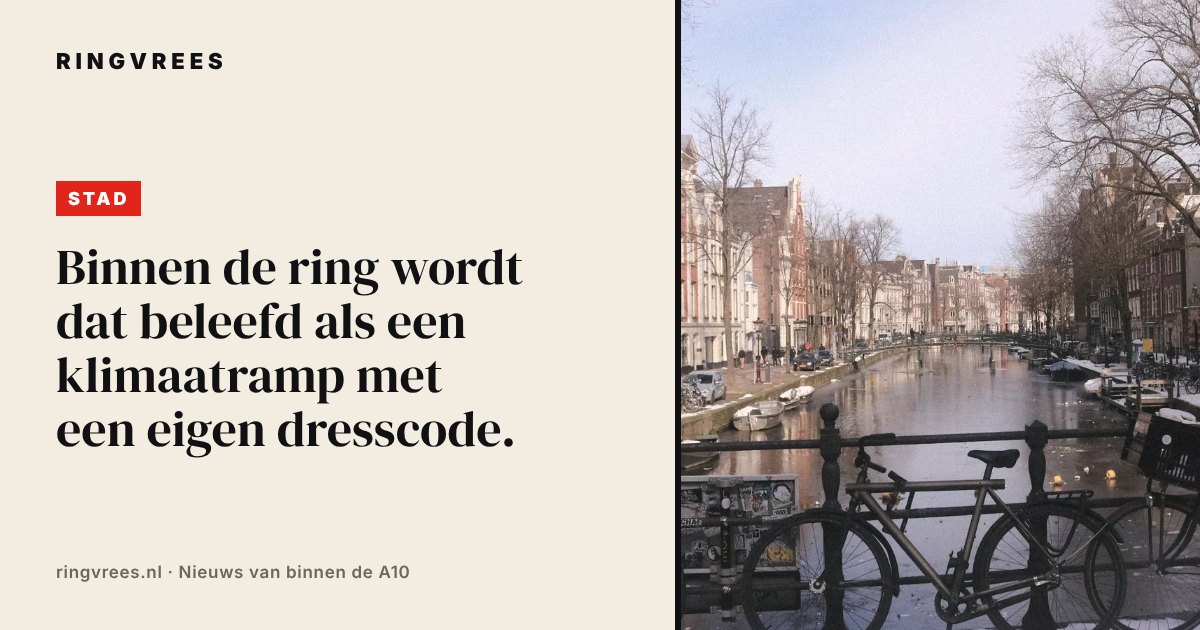 RINGVREES
STAD
Binnen de ring wordt
dat beleefd als een
klimaatramp met
een eigen dresscode.
ringvrees.nl · Nieuws van binnen de A10